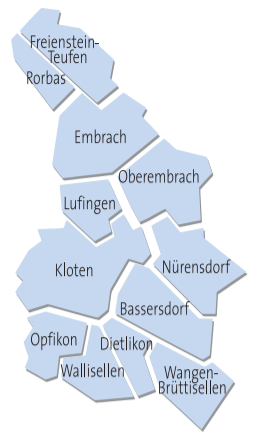 Freienstein-
Teufen
Rorbas
Embrach
Oberembrach
Lufingen
Kloten
Nürensdorf
Bassersdorf
Opfikon
Dietlikon
Wallisellen
Wangen-
Brüttisellen